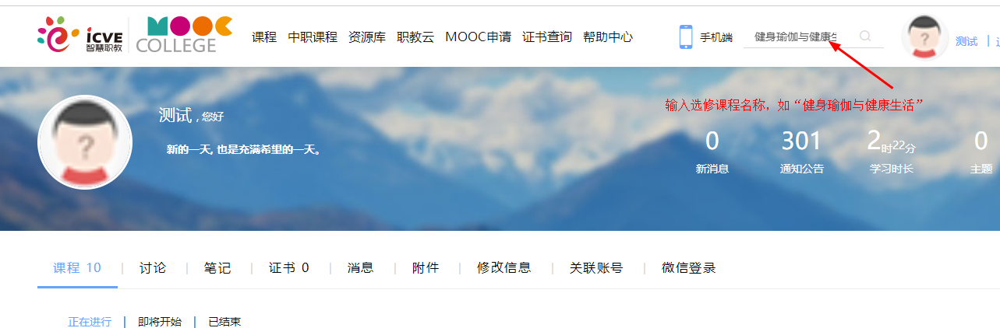 icve
智慧职教
MOOC
COLLEGE
课程 中职课程 资源库 职教云 MOOC申请 证书查询 帮助中心
手机端
健身瑜伽与健康
测试 |
测试 , 您好
新的一天, 也是充满希望的一天。
输入选修课程名称，如“健身瑜伽与健康生活”
0 301 2时22分 0
新消息 通知公告 学习时长 主题
课程 10 | 讨论 | 笔记 | 证书 0 | 消息 | 附件 | 修改信息 | 关联账号 | 微信登录
正在进行 | 即将开始 | 已结束